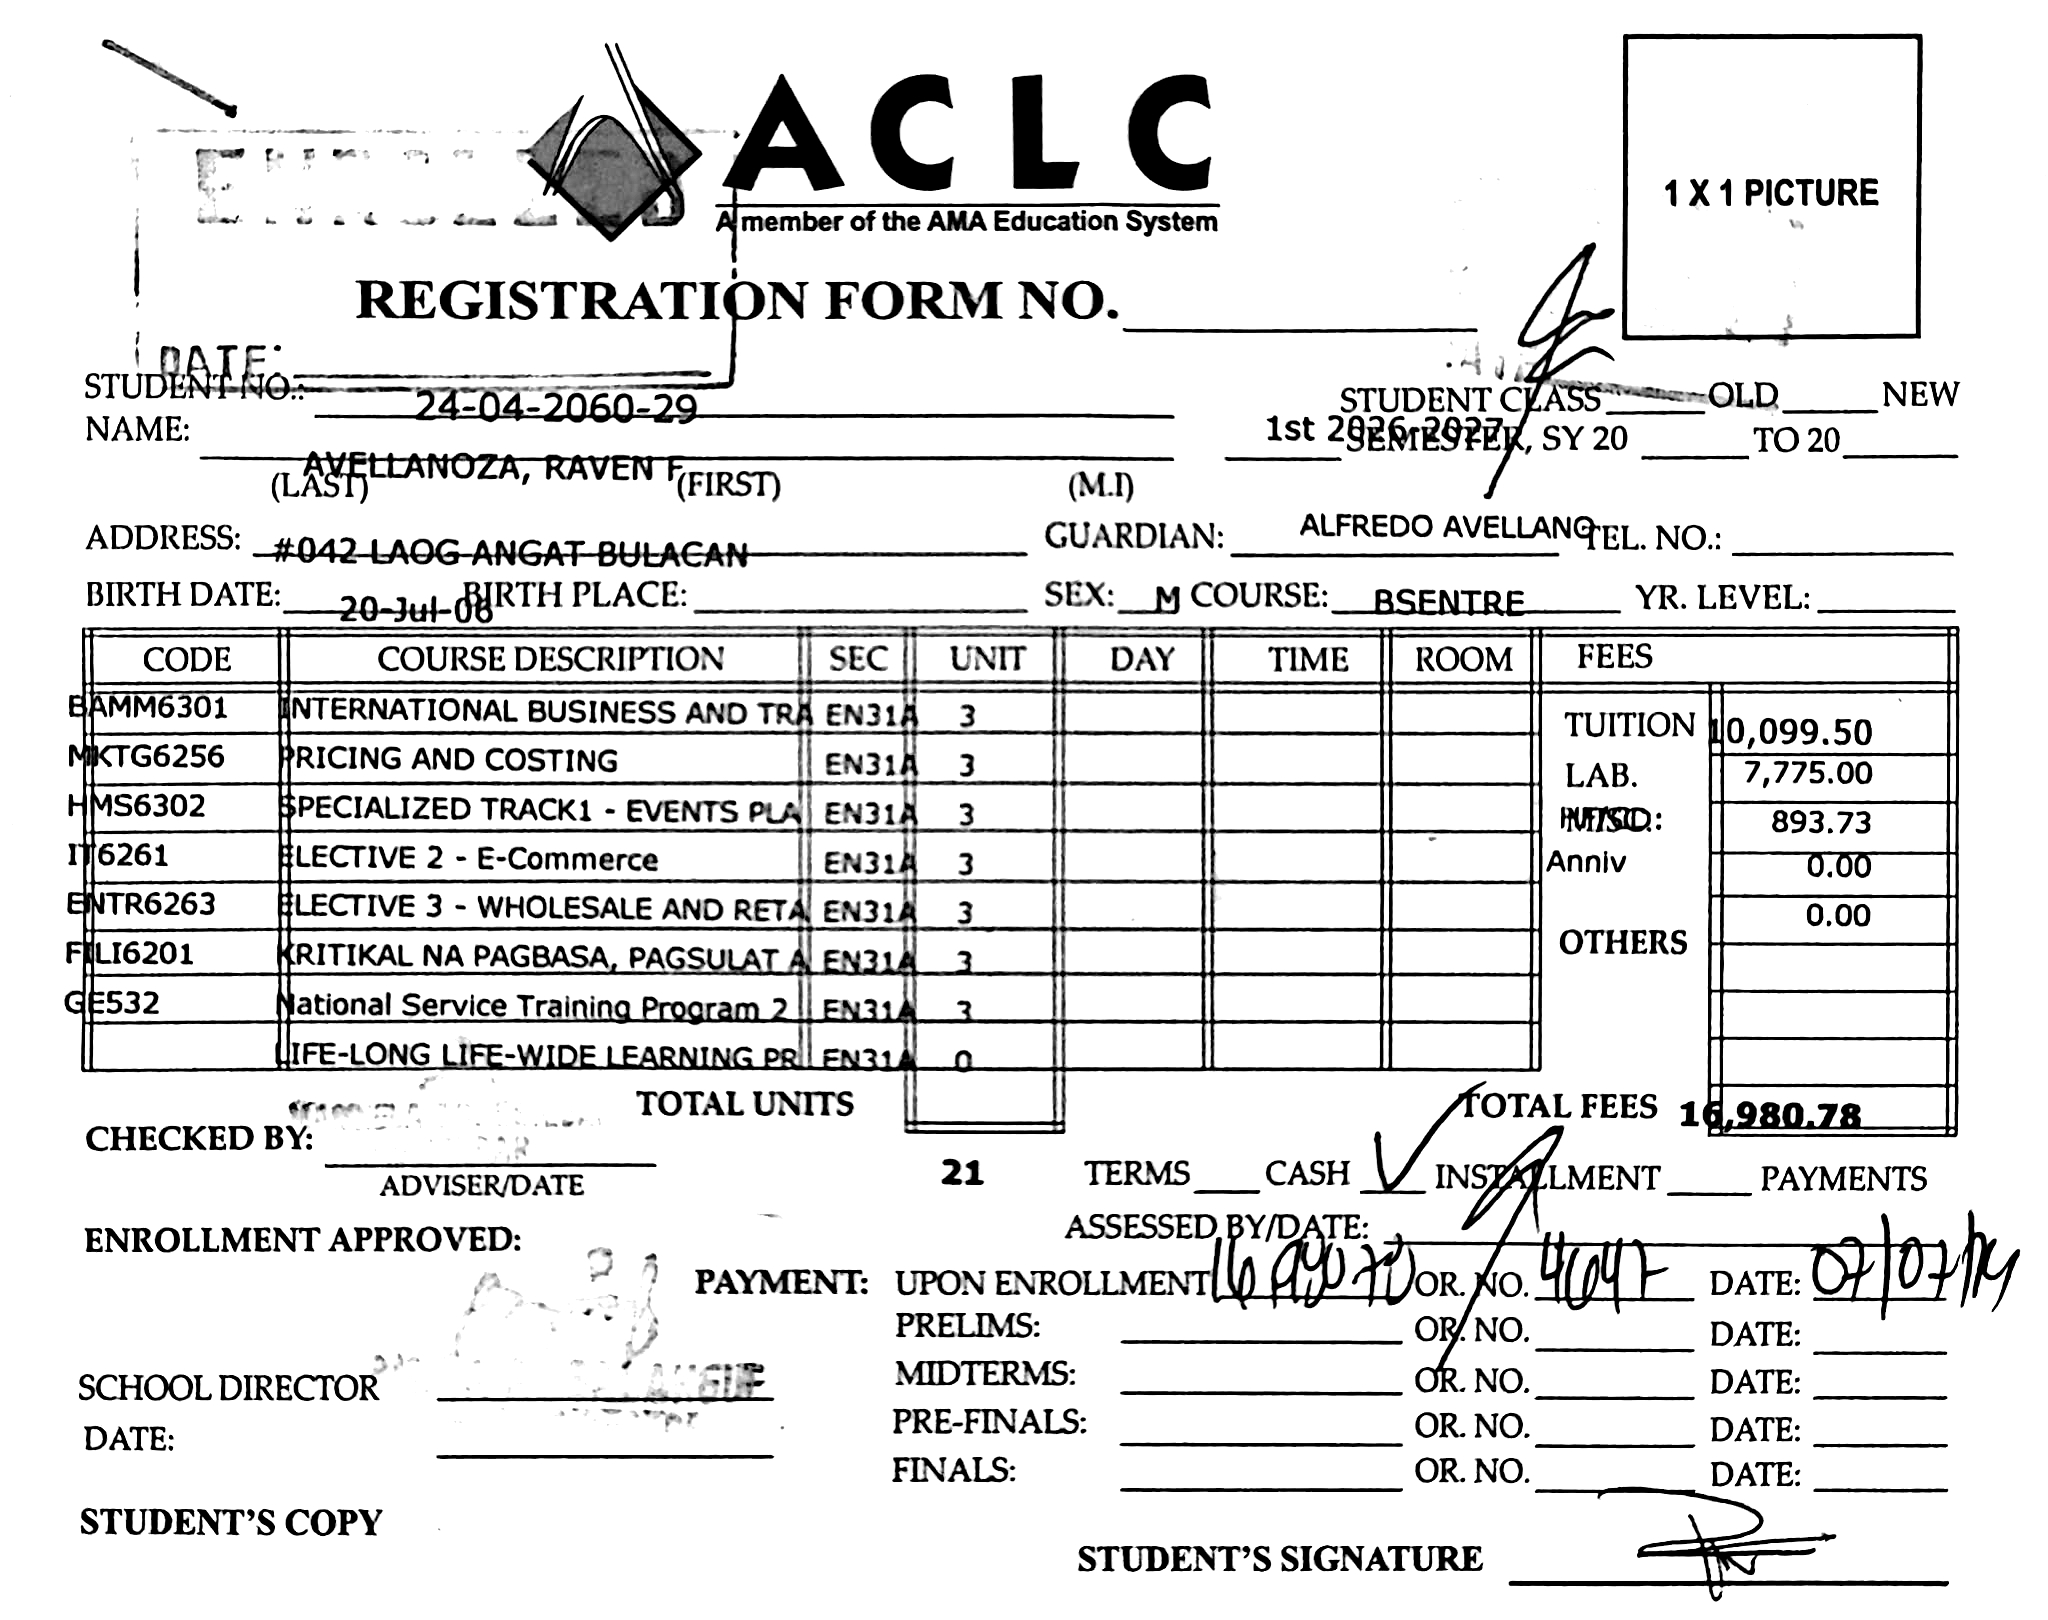 ACLC
A member of the AMA Education System
1 X 1 PICTURE
REGISTRATION FORM NO.
DATE:
STUDENT NO.: 24-04-2060-29
STUDENT CLASS OLD NEW
NAME: AVELLANOZA, RAVEN F
1st 2026-2027 SEMESTER, SY 20 TO 20
(LAST) (FIRST) (M.I)
ADDRESS: #042 LAOG ANGAT BULACAN GUARDIAN: ALFREDO AVELLANO TEL. NO.:
BIRTH DATE: 20-Jul-06 BIRTH PLACE: SEX: M COURSE: BSENTRE YR. LEVEL:
CODE COURSE DESCRIPTION SEC UNIT DAY TIME ROOM FEES
BAMM6301 INTERNATIONAL BUSINESS AND TRA EN31A 3 TUITION 10,099.50
MKTG6256 PRICING AND COSTING EN31A 3 LAB. 7,775.00
HMS6302 SPECIALIZED TRACK1 - EVENTS PLA EN31A 3 MISC.: 893.73
IT6261 ELECTIVE 2 - E-Commerce EN31A 3 Anniv 0.00
ENTR6263 ELECTIVE 3 - WHOLESALE AND RETA EN31A 3 0.00
FILI6201 KRITIKAL NA PAGBASA, PAGSULAT A EN31A 3 OTHERS
GE532 National Service Training Program 2 EN31A 3
LIFE-LONG LIFE-WIDE LEARNING PR EN31A 0
TOTAL UNITS TOTAL FEES 16,980.78
CHECKED BY:
ADVISER/DATE
21 TERMS CASH INSTALLMENT PAYMENTS
ENROLLMENT APPROVED: ASSESSED BY/DATE:
PAYMENT: UPON ENROLLMENT OR. NO. 4647 DATE:
PRELIMS: OR. NO. DATE:
MIDTERMS: OR. NO. DATE:
SCHOOL DIRECTOR
PRE-FINALS: OR. NO. DATE:
DATE:
FINALS: OR. NO. DATE:
STUDENT'S COPY
STUDENT'S SIGNATURE